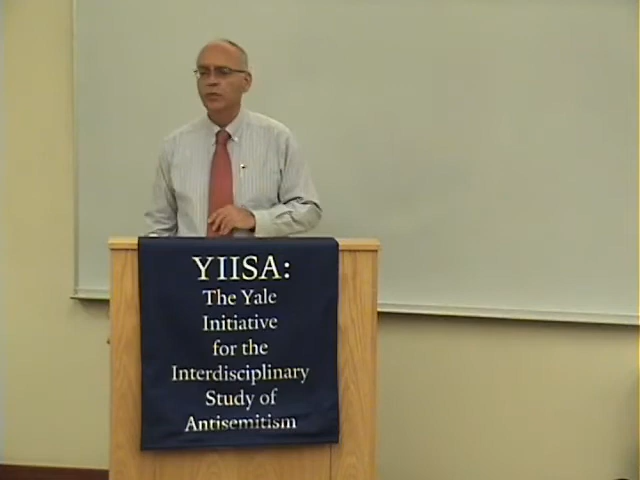 YIISA:
The Yale
Initiative
for the
Interdisciplinary
Study of
Antisemitism